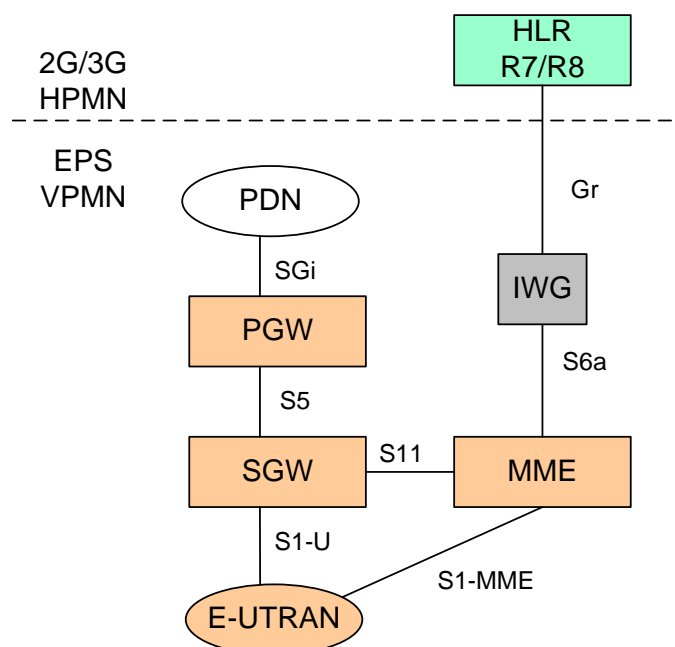 HLR
R7/R8
2G/3G
HPMN
EPS
VPMN
PDN
Gr
SGi
IWG
PGW
S6a
S5
S11
SGW
MME
S1-U
S1-MME
E-UTRAN